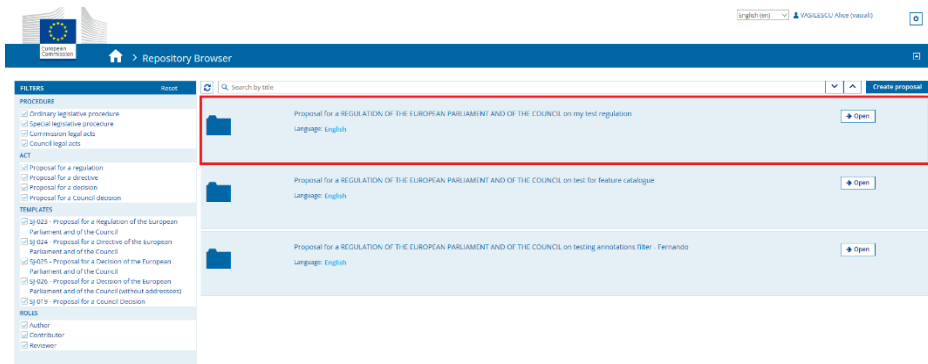 English (en)
VASILESCU Alice (vasiali)
European
Commission
> Repository Browser
FILTERS Reset
Search by title
Create proposal
PROCEDURE
Ordinary legislative procedure
Special legislative procedure
Commission legal acts
Council legal acts
ACT
Proposal for a regulation
Proposal for a directive
Proposal for a decision
Proposal for a Council decision
TEMPLATES
SJ-023 - Proposal for a Regulation of the European
Parliament and of the Council
SJ-024 - Proposal for a Directive of the European
Parliament and of the Council
SJ-025 - Proposal for a Decision of the European
Parliament and of the Council
SJ-026 - Proposal for a Decision of the European
Parliament and of the Council (without addressees)
SJ-019 - Proposal for a Council Decision
ROLES
Author
Contributor
Reviewer
Proposal for a REGULATION OF THE EUROPEAN PARLIAMENT AND OF THE COUNCIL on my test regulation
Language: English
Open
Proposal for a REGULATION OF THE EUROPEAN PARLIAMENT AND OF THE COUNCIL on test for feature catalogue
Language: English
Open
Proposal for a REGULATION OF THE EUROPEAN PARLIAMENT AND OF THE COUNCIL on testing annotations filter - Fernando
Language: English
Open